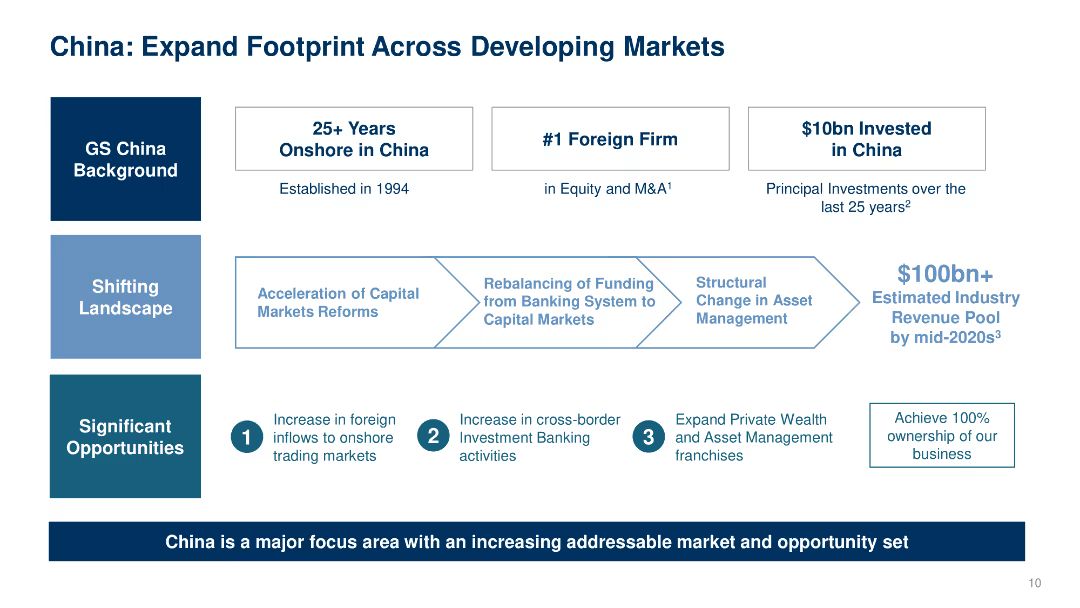 China: Expand Footprint Across Developing Markets
GS China
Background
25+ Years
Onshore in China
Established in 1994
#1 Foreign Firm
in Equity and M&A¹
$10bn Invested
in China
Principal Investments over the
last 25 years²
Shifting
Landscape
Acceleration of Capital
Markets Reforms
Rebalancing of Funding
from Banking System to
Capital Markets
Structural
Change in Asset
Management
$100bn+
Estimated Industry
Revenue Pool
by mid-2020s³
Significant
Opportunities
1
Increase in foreign
inflows to onshore
trading markets
2
Increase in cross-border
Investment Banking
activities
3
Expand Private Wealth
and Asset Management
franchises
Achieve 100%
ownership of our
business
China is a major focus area with an increasing addressable market and opportunity set
10